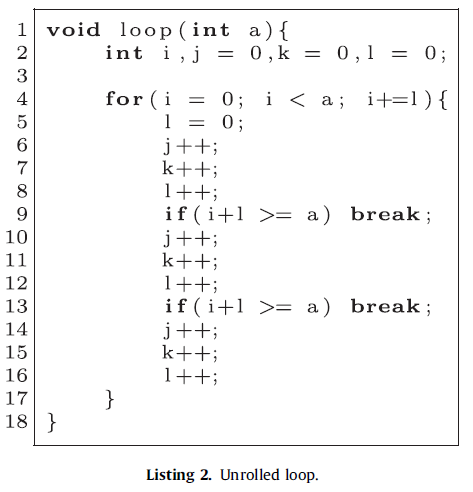 1 void loop(int a){
2 int i,j = 0,k = 0,l = 0;
3
4 for(i = 0; i < a; i+=l){
5 l = 0;
6 j++;
7 k++;
8 l++;
9 if(i+l >= a) break;
10 j++;
11 k++;
12 l++;
13 if(i+l >= a) break;
14 j++;
15 k++;
16 l++;
17 }
18 }
Listing 2. Unrolled loop.